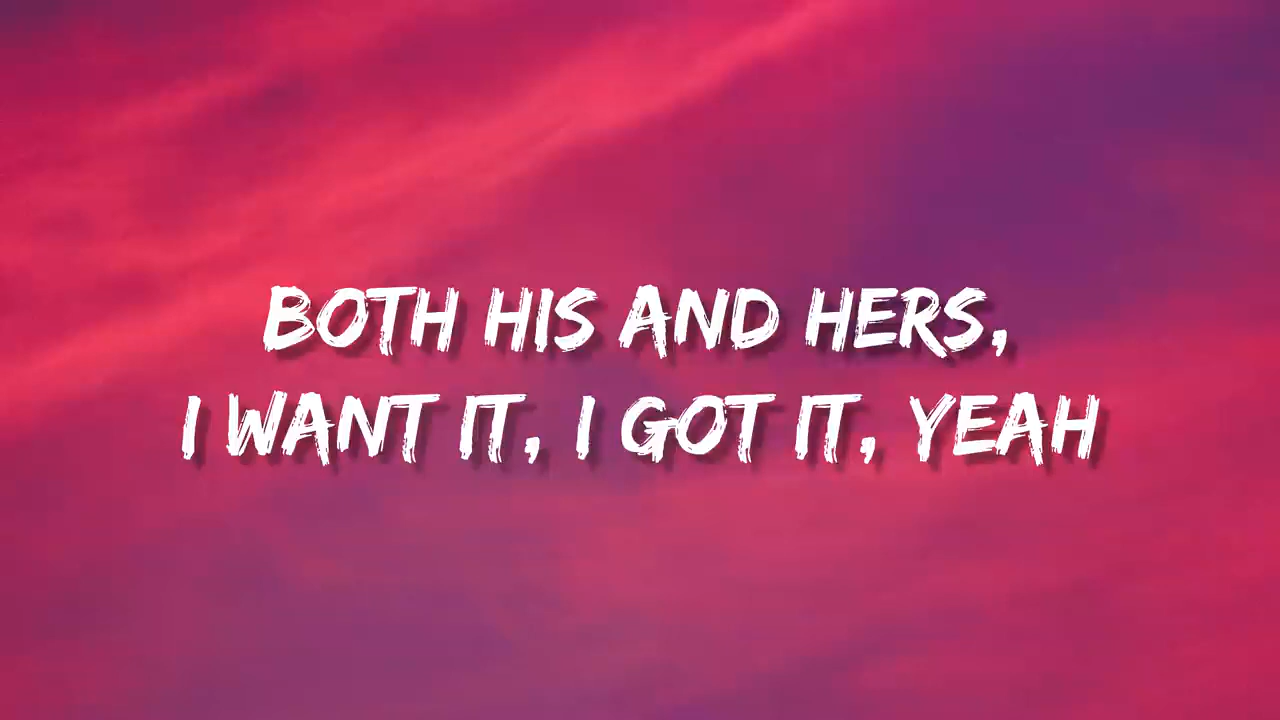 BOTH HIS AND HERS,
I WANT IT, I GOT IT, YEAH